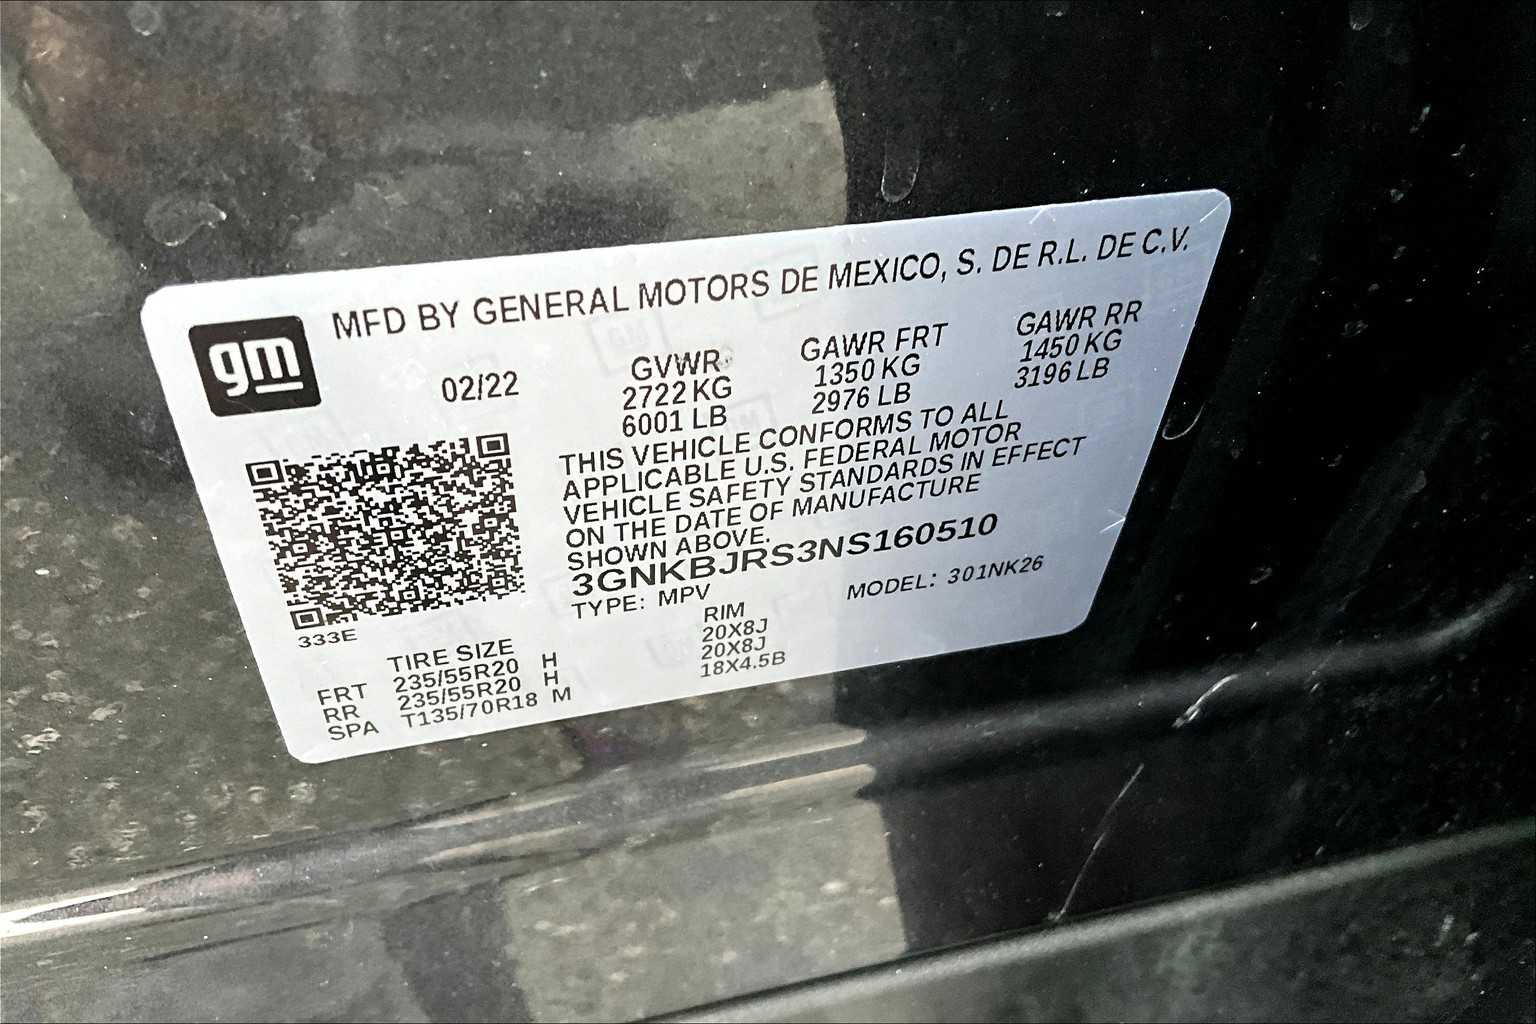 MFD BY GENERAL MOTORS DE MEXICO, S. DE R.L. DE C.V.
gm
02/22
GVWR
2722 KG
6001 LB
GAWR FRT
1350 KG
2976 LB
GAWR RR
1450 KG
3196 LB
THIS VEHICLE CONFORMS TO ALL
APPLICABLE U.S. FEDERAL MOTOR
VEHICLE SAFETY STANDARDS IN EFFECT
ON THE DATE OF MANUFACTURE
SHOWN ABOVE.
3GNKBJRS3NS160510
TYPE: MPV
MODEL: 301NK26
333E
TIRE SIZE
RIM
FRT 235/55R20 H 20X8J
RR 235/55R20 H 20X8J
SPA T135/70R18 M 18X4.5B